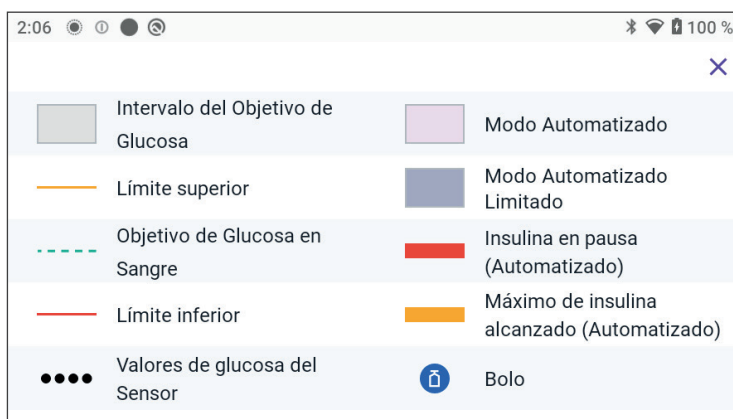 2:06 100 %
Intervalo del Objetivo de
Glucosa
Modo Automatizado
Límite superior
Modo Automatizado
Limitado
Objetivo de Glucosa en
Sangre
Insulina en pausa
(Automatizado)
Límite inferior
Máximo de insulina
alcanzado (Automatizado)
Valores de glucosa del
Sensor
Bolo